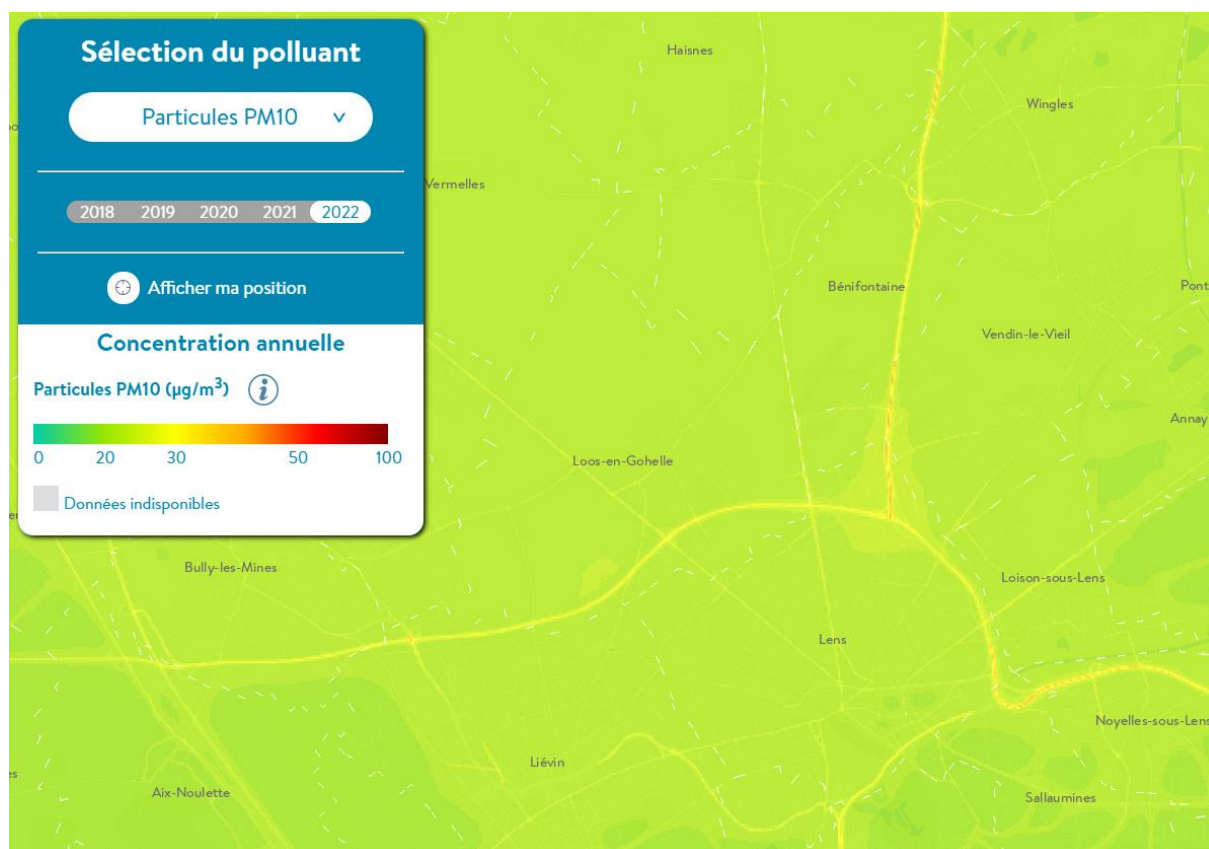 Sélection du polluant
Particules PM10
2018 2019 2020 2021 2022
Afficher ma position
Concentration annuelle
Particules PM10 (µg/m³)
0 20 30 50 100
Données indisponibles
Haisnes
Wingles
Vermelles
Bénifontaine
Pont
Vendin-le-Vieil
Annay
Loos-en-Gohelle
Bully-les-Mines
Loison-sous-Lens
Lens
Noyelles-sous-Lens
Liévin
Aix-Noulette
Sallaumines